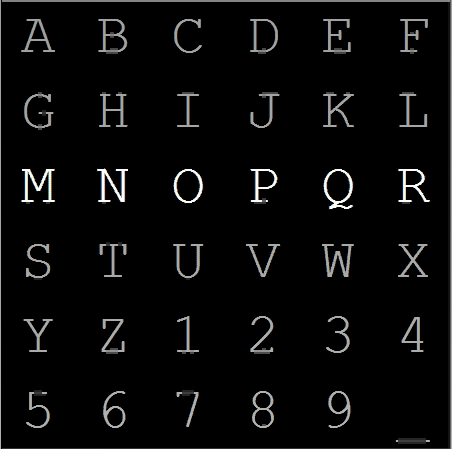 A B C D E F
G H I J K L
M N O P Q R
S T U V W X
Y Z 1 2 3 4
5 6 7 8 9 _